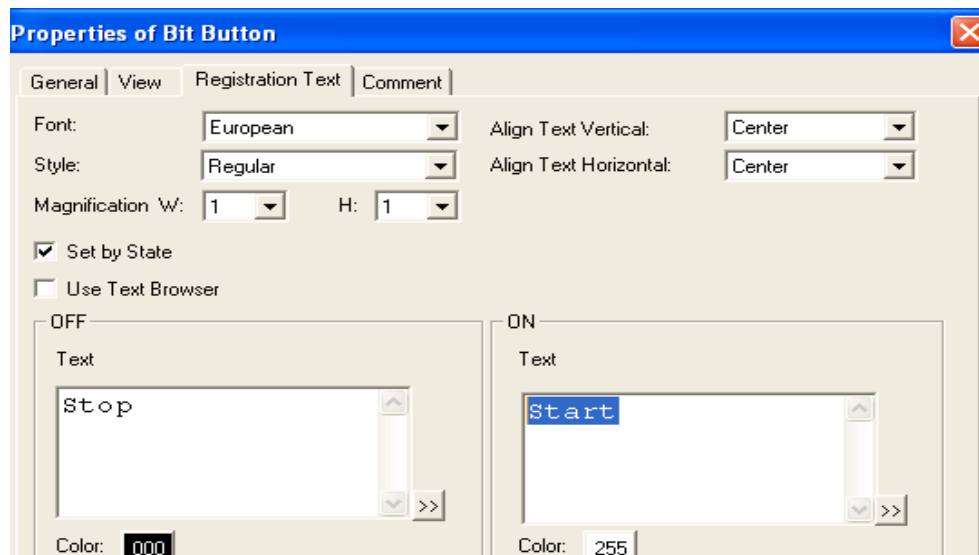 Properties of Bit Button
General View Registration Text Comment
Font: European Align Text Vertical: Center
Style: Regular Align Text Horizontal: Center
Magnification W: 1 H: 1
Set by State
Use Text Browser
OFF ON
Text Text
Stop Start
>> >>
Color: 000 Color: 255